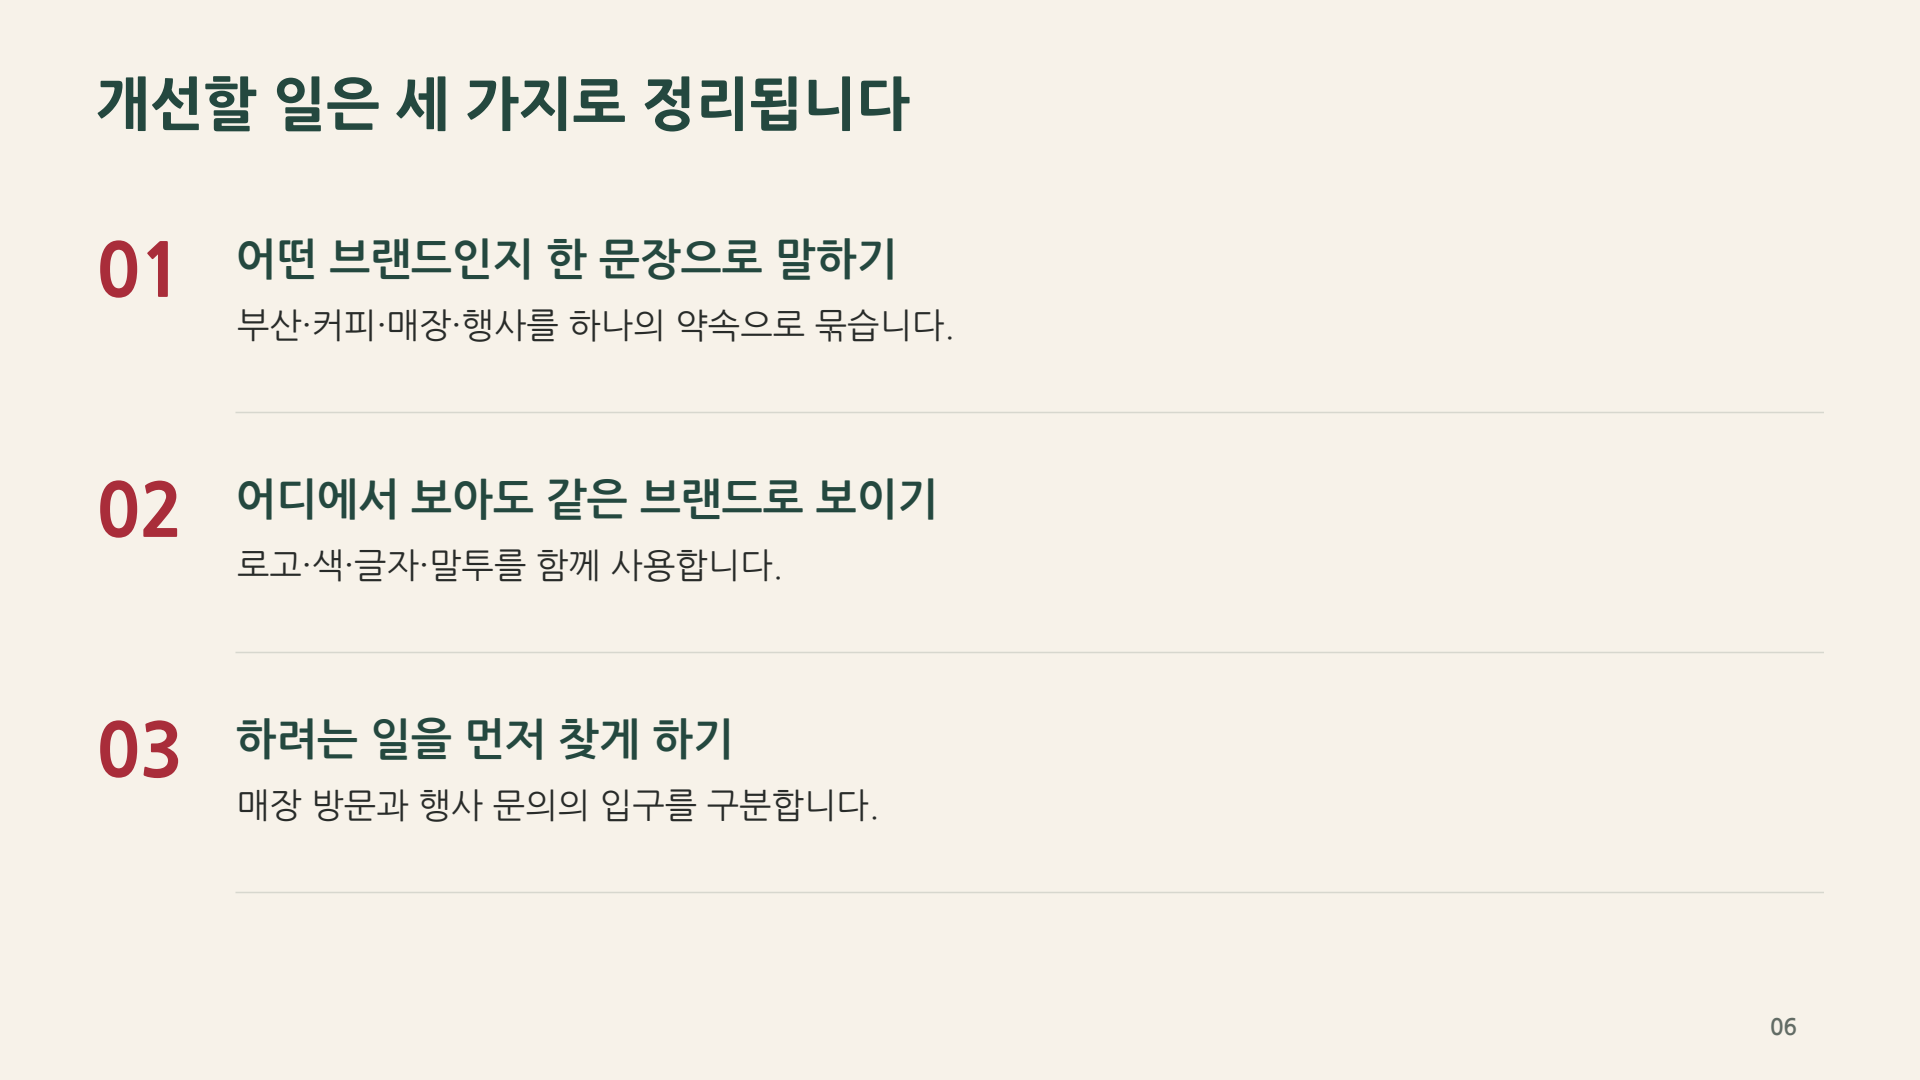 개선할 일은 세 가지로 정리됩니다
01
어떤 브랜드인지 한 문장으로 말하기
부산·커피·매장·행사를 하나의 약속으로 묶습니다.
02
어디에서 보아도 같은 브랜드로 보이기
로고·색·글자·말투를 함께 사용합니다.
03
하려는 일을 먼저 찾게 하기
매장 방문과 행사 문의의 입구를 구분합니다.
06